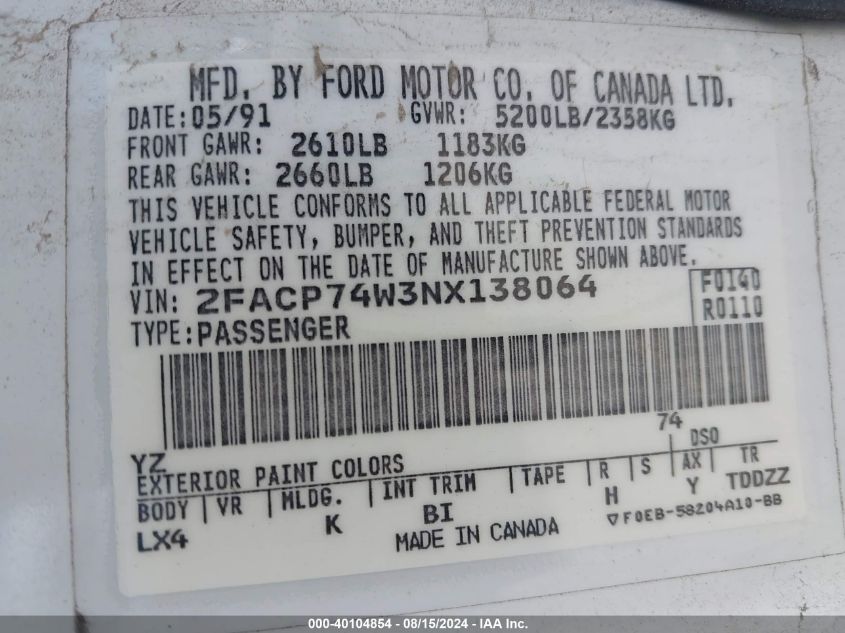 MFD. BY FORD MOTOR CO. OF CANADA LTD.
DATE: 05/91 GVWR: 5200LB/2358KG
FRONT GAWR: 2610LB 1183KG
REAR GAWR: 2660LB 1206KG
THIS VEHICLE CONFORMS TO ALL APPLICABLE FEDERAL MOTOR
VEHICLE SAFETY, BUMPER, AND THEFT PREVENTION STANDARDS
IN EFFECT ON THE DATE OF MANUFACTURE SHOWN ABOVE.
VIN: 2FACP74W3NX138064 F0140
TYPE: PASSENGER R0110
74
YZ DSO
EXTERIOR PAINT COLORS
BODY VR MLDG. INT TRIM TAPE R S AX TR
LX4 K BI H Y TDDZZ
MADE IN CANADA ▽F0EB-58204A10-BB
000-40104854 - 08/15/2024 - IAA Inc.